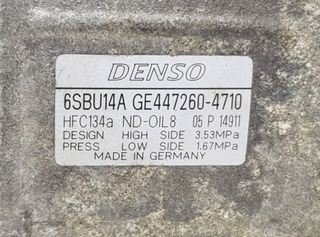 DENSO
6SBU14A GE447260-4710
HFC134a ND-OIL8 05 P 14911
DESIGN HIGH SIDE 3.53MPa
PRESS LOW SIDE 1.67MPa
MADE IN GERMANY